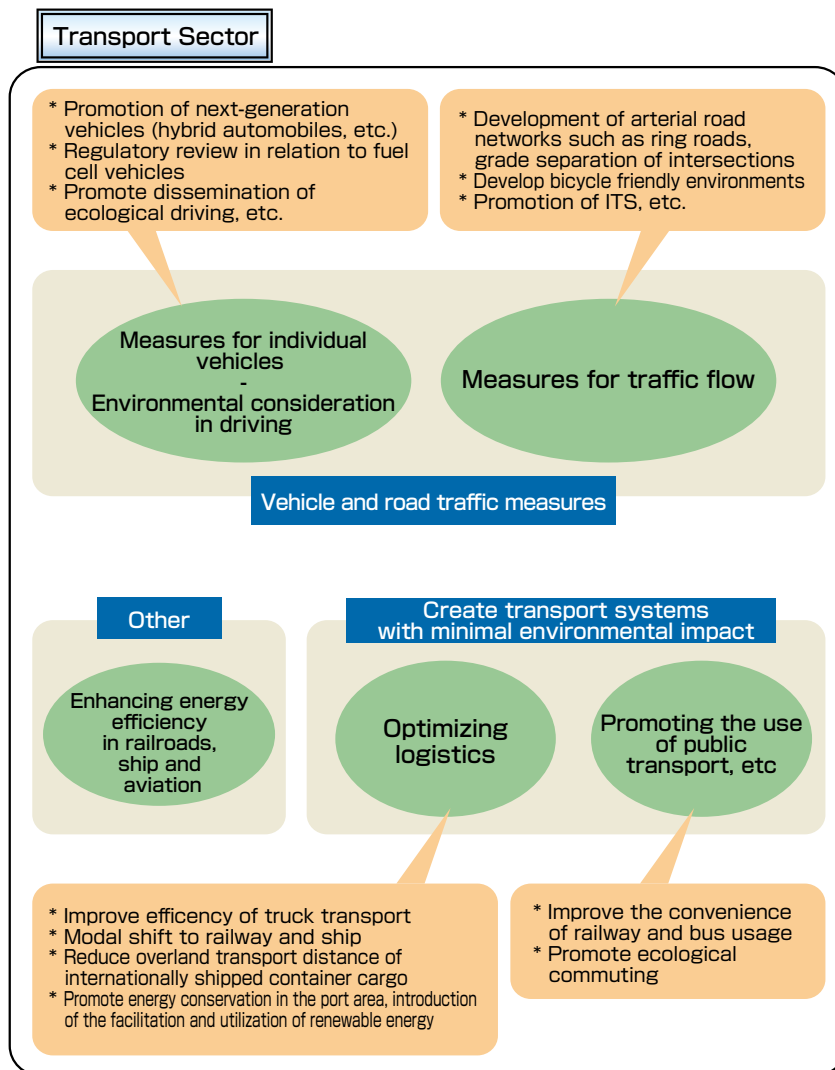 Transport Sector
* Promotion of next-generation
vehicles (hybrid automobiles, etc.)
* Regulatory review in relation to fuel
cell vehicles
* Promote dissemination of
ecological driving, etc.
* Development of arterial road
networks such as ring roads,
grade separation of intersections
* Develop bicycle friendly environments
* Promotion of ITS, etc.
Measures for individual
vehicles
-
Environmental consideration
in driving
Measures for traffic flow
Vehicle and road traffic measures
Other
Enhancing energy
efficiency
in railroads,
ship and
aviation
Create transport systems
with minimal environmental impact
Optimizing
logistics
Promoting the use
of public
transport, etc
* Improve efficency of truck transport
* Modal shift to railway and ship
* Reduce overland transport distance of
internationally shipped container cargo
* Promote energy conservation in the port area, introduction
of the facilitation and utilization of renewable energy
* Improve the convenience
of railway and bus usage
* Promote ecological
commuting